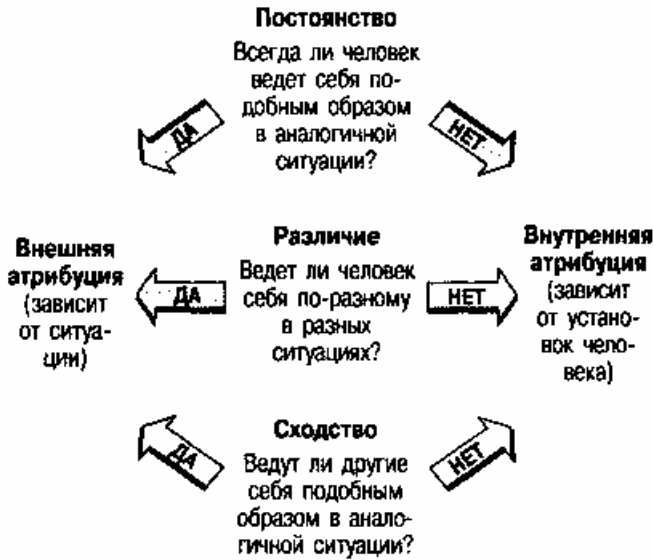 Постоянство
Всегда ли человек
ведет себя по-
добным образом
в аналогичной
ситуации?
ДА
НЕТ
Внешняя
атрибуция
(зависит
от ситуа-
ции)
ДА
Различие
Ведет ли человек
себя по-разному
в разных
ситуациях?
НЕТ
Внутренняя
атрибуция
(зависит
от устано-
вок чело-
века)
ДА
Сходство
Ведут ли другие
себя подобным
образом в анало-
гичной ситуации?
НЕТ